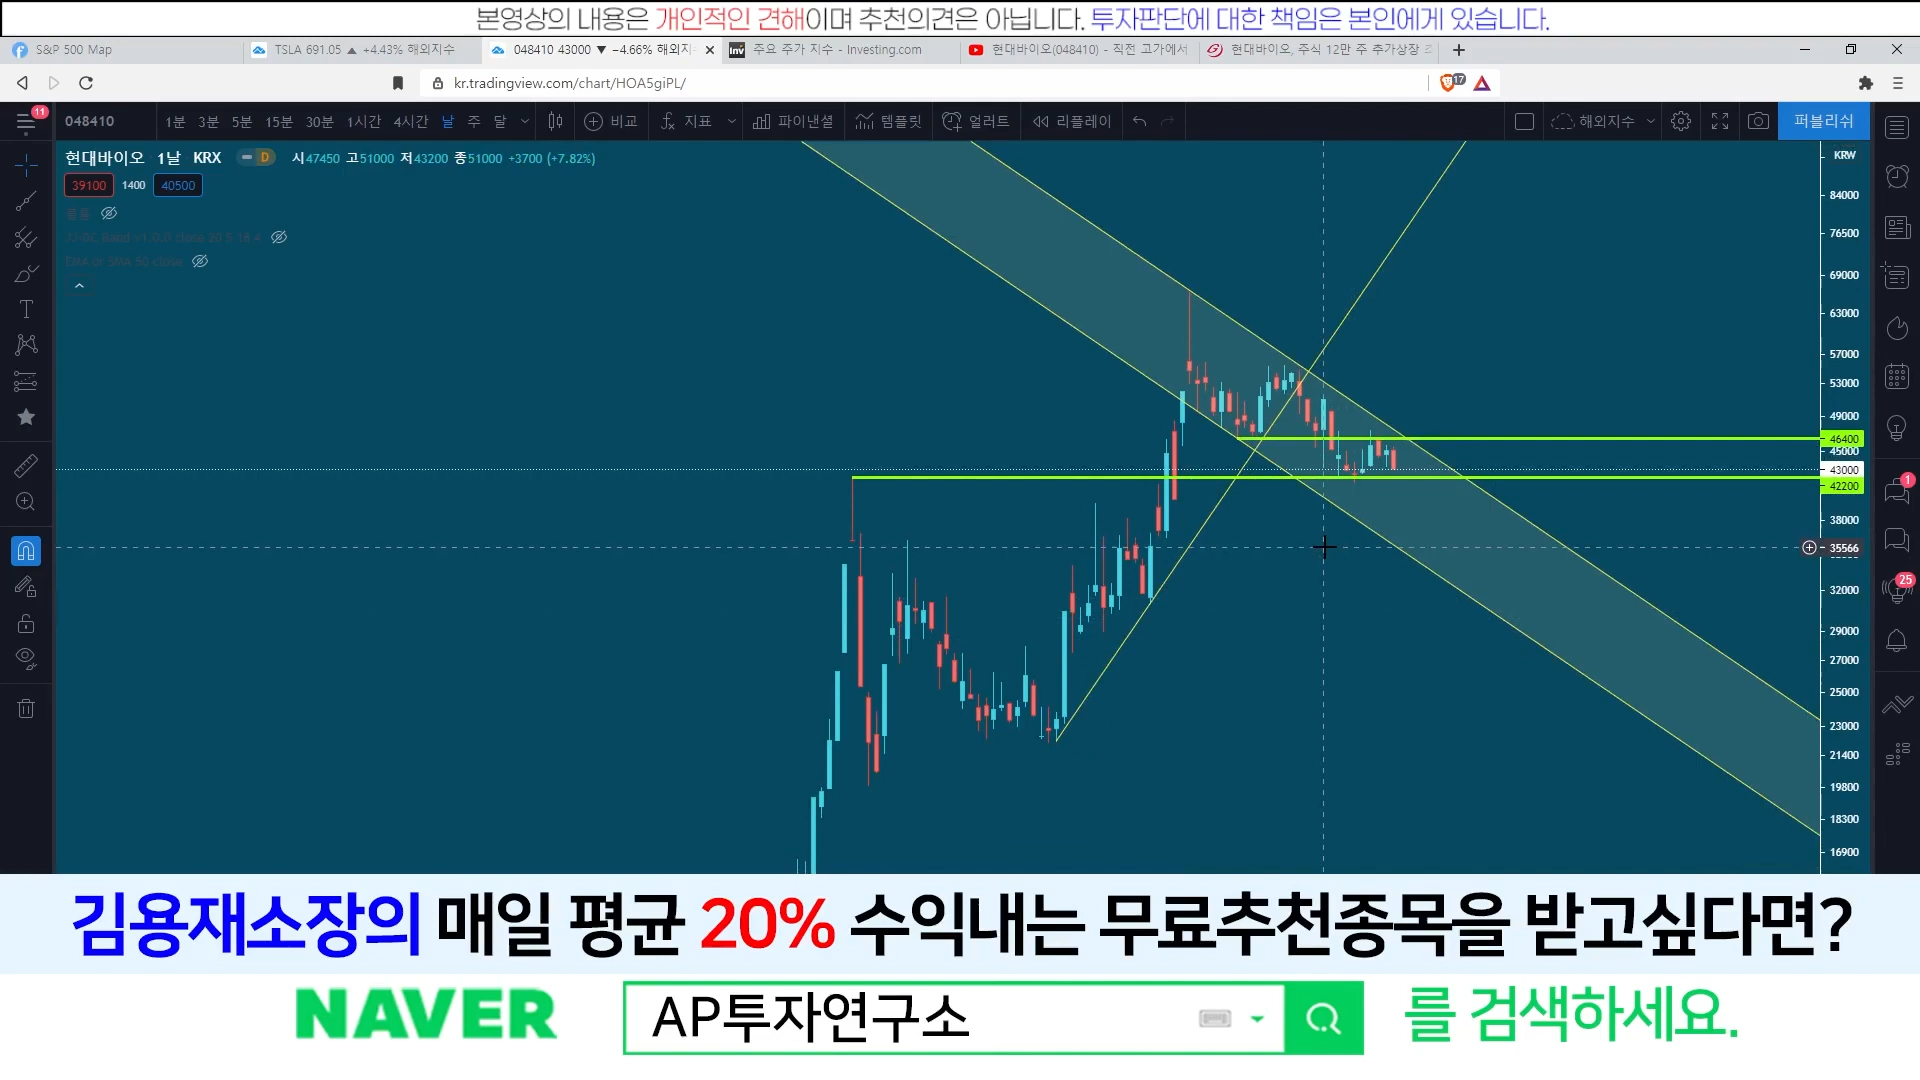 본영상의 내용은 개인적인 견해이며 추천의견은 아닙니다. 투자판단에 대한 책임은 본인에게 있습니다.
S&P 500 Map
TSLA 691.05 ▲ +4.43% 해외지수
048410 43000 ▼ −4.66% 해외지
주요 주가 지수 - Investing.com
현대바이오(048410) - 직전 고가에서
현대바이오, 주식 12만 주 추가상장
kr.tradingview.com/chart/HOA5giPL/
17
11
048410
1분 3분 5분 15분 30분 1시간 4시간 날 주 달
비교
지표
파이낸셜
템플릿
얼러트
리플레이
해외지수
퍼블리쉬
현대바이오 1날 KRX
D
시47450 고51000 저43200 종51000 +3700 (+7.82%)
39100 1400 40500
KRW
84000
76500
69000
63000
57000
53000
49000
46400
45000
43000
42200
38000
35566
32000
29000
27000
25000
23000
21400
19800
18300
16900
1
25
김용재소장의 매일 평균 20% 수익내는 무료추천종목을 받고싶다면?
NAVER AP투자연구소 를 검색하세요.